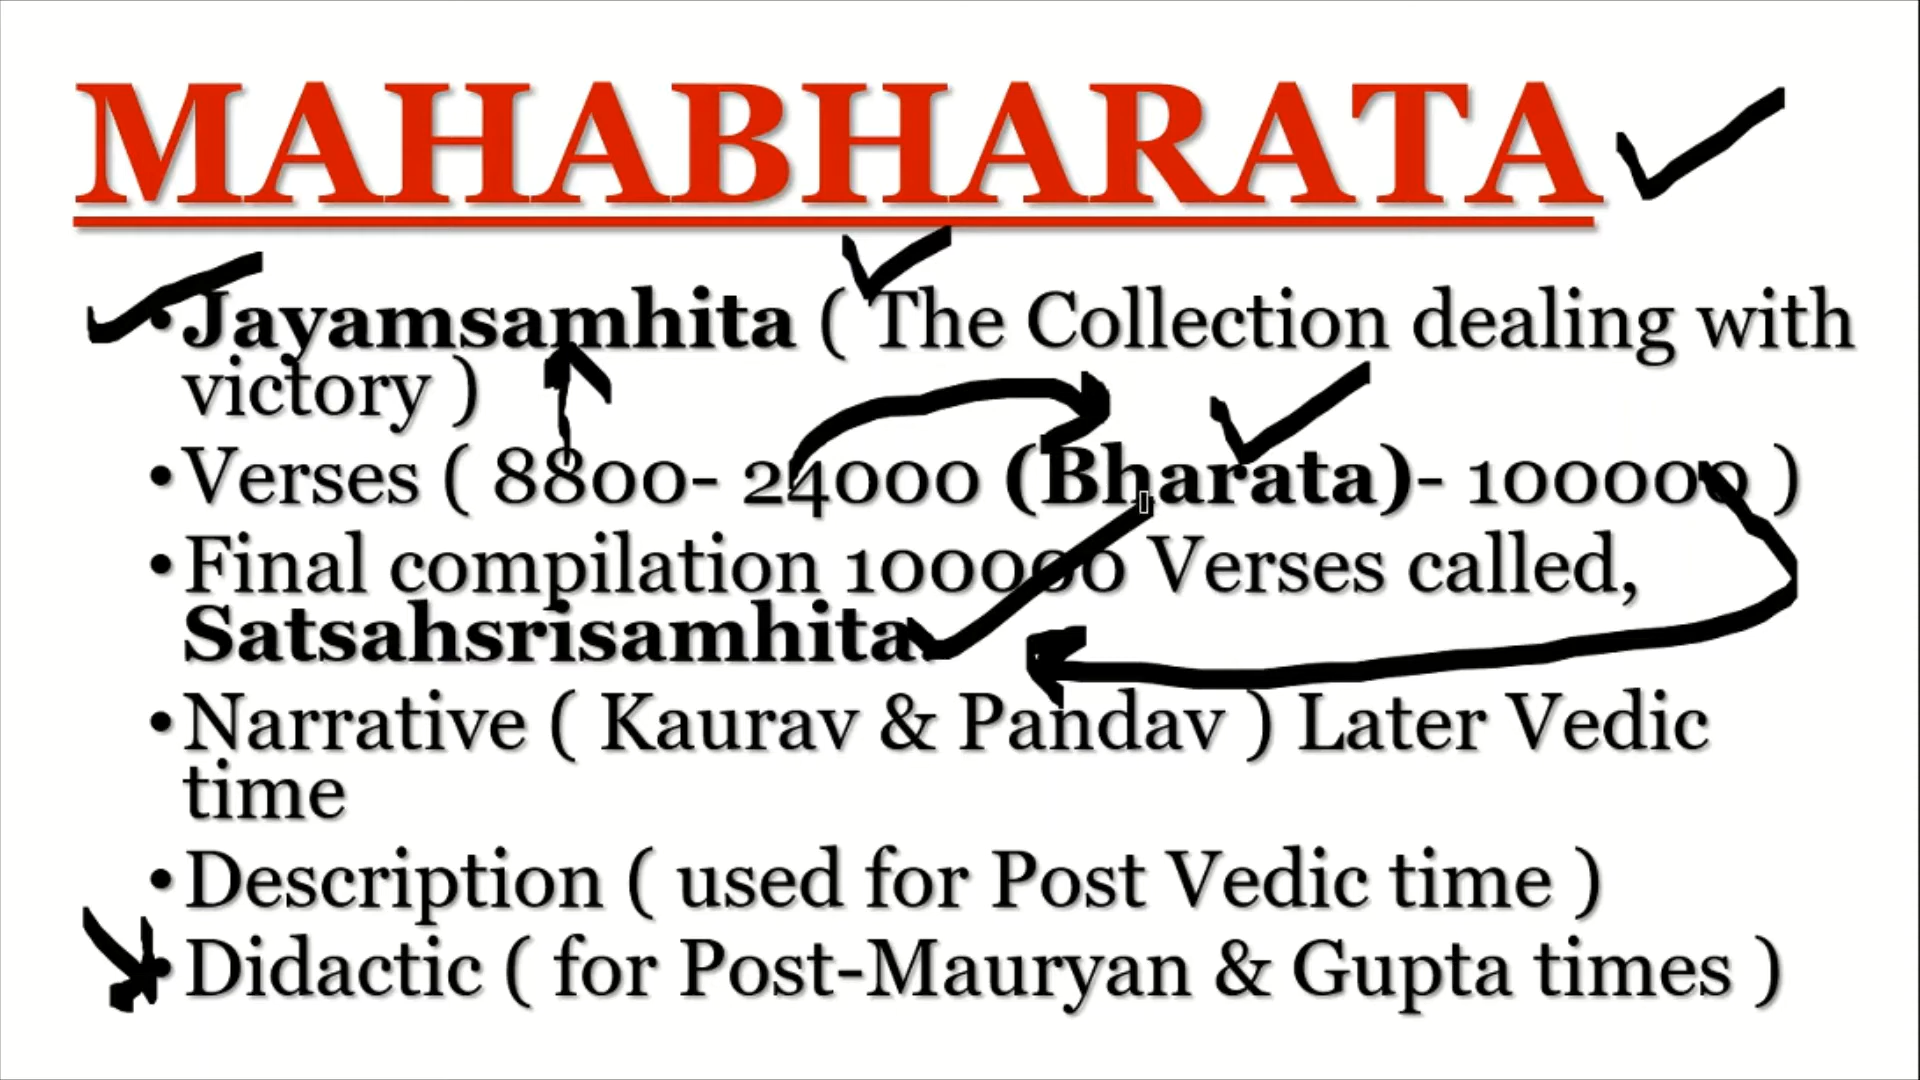 MAHABHARATA
•Jayamsamhita ( The Collection dealing with
victory )
•Verses ( 8800- 24000 (Bharata)- 100000 )
•Final compilation 100000 Verses called,
Satsahsrisamhita.
•Narrative ( Kaurav & Pandav ) Later Vedic
time
•Description ( used for Post Vedic time )
•Didactic ( for Post-Mauryan & Gupta times )